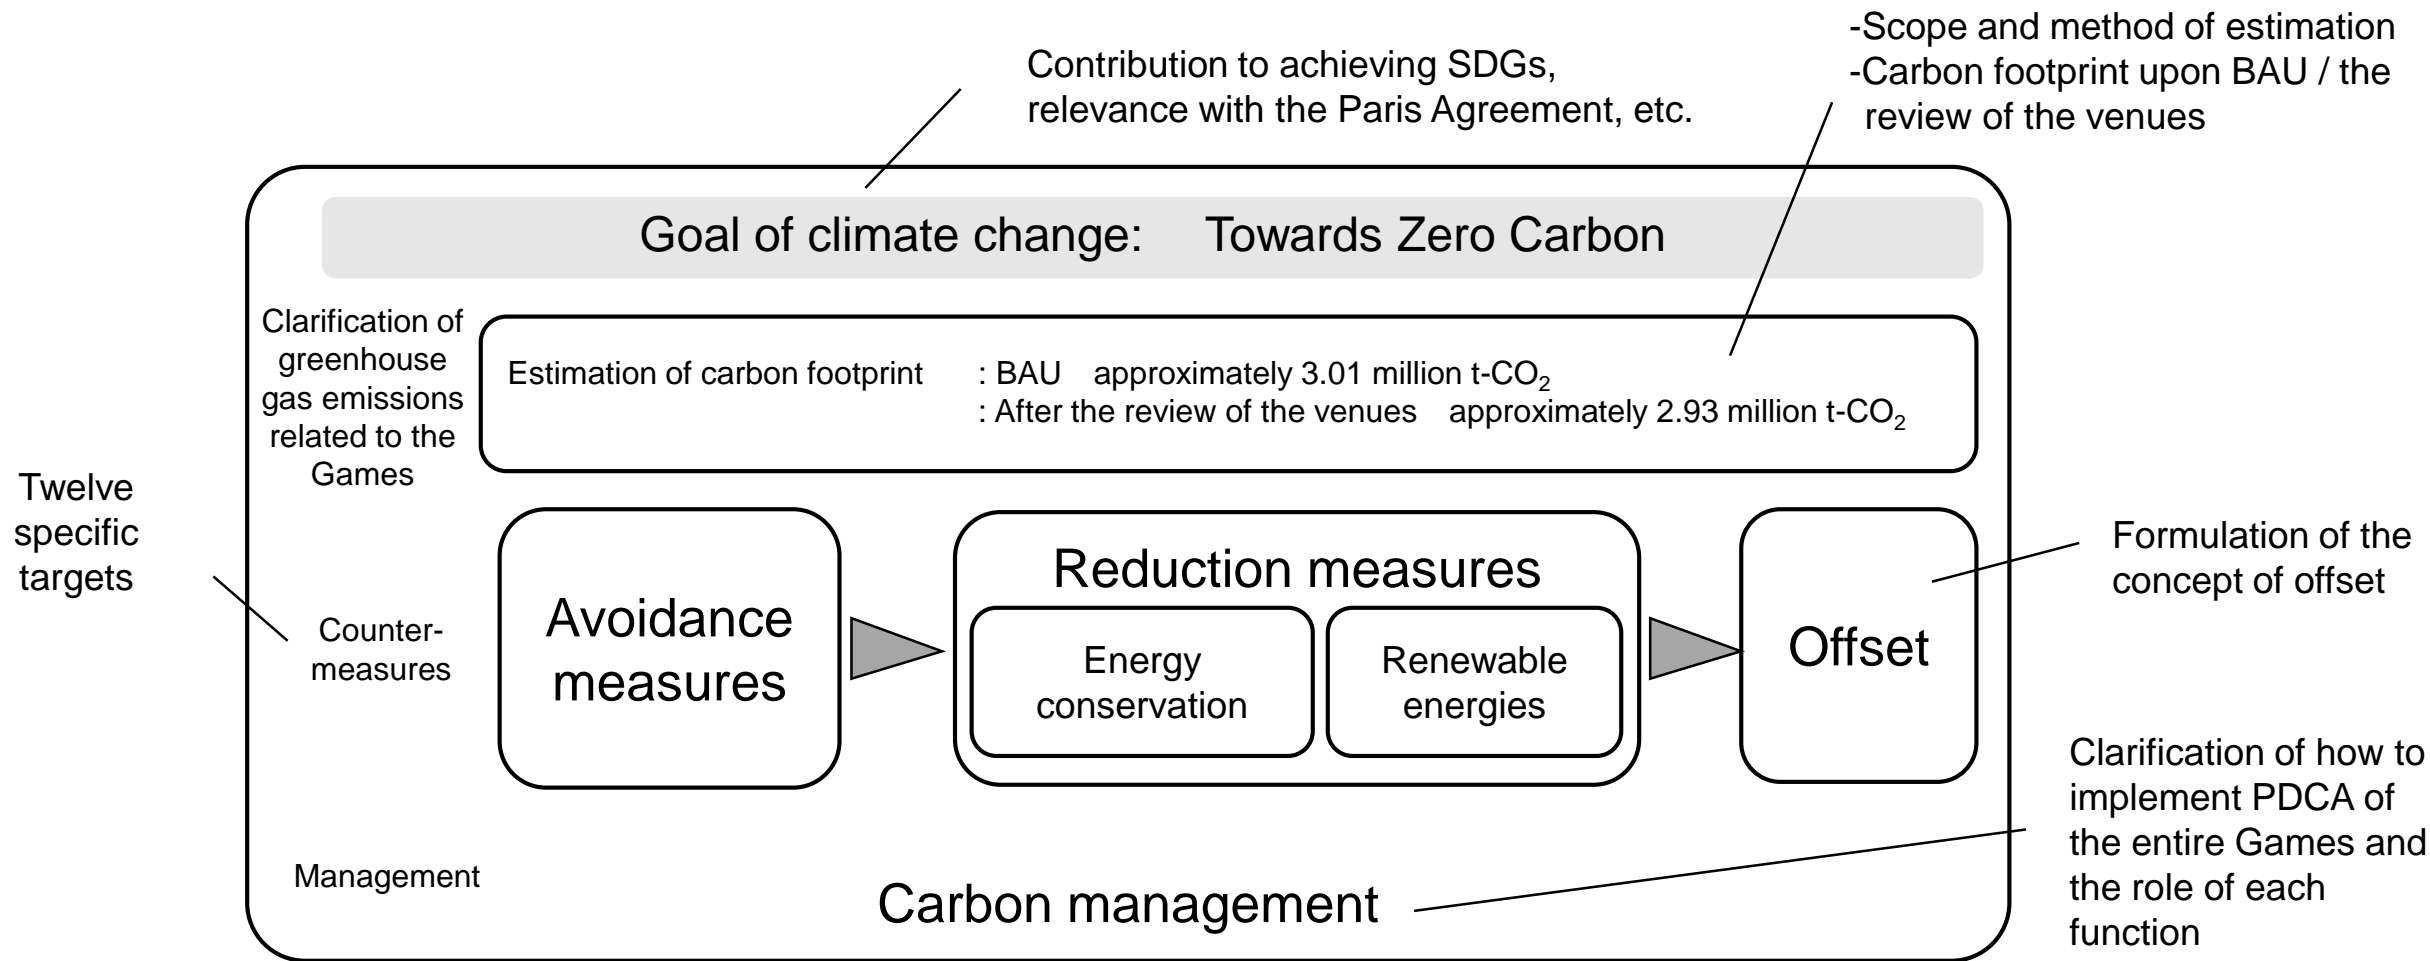 -Scope and method of estimation
-Carbon footprint upon BAU / the
review of the venues
Contribution to achieving SDGs,
relevance with the Paris Agreement, etc.
Goal of climate change: Towards Zero Carbon
Clarification of
greenhouse
gas emissions
related to the
Games
Estimation of carbon footprint : BAU approximately 3.01 million t-CO₂
: After the review of the venues approximately 2.93 million t-CO₂
Twelve
specific
targets
Counter-
measures
Avoidance
measures
Reduction measures
Energy
conservation
Renewable
energies
Offset
Formulation of the
concept of offset
Management
Carbon management
Clarification of how to
implement PDCA of
the entire Games and
the role of each
function